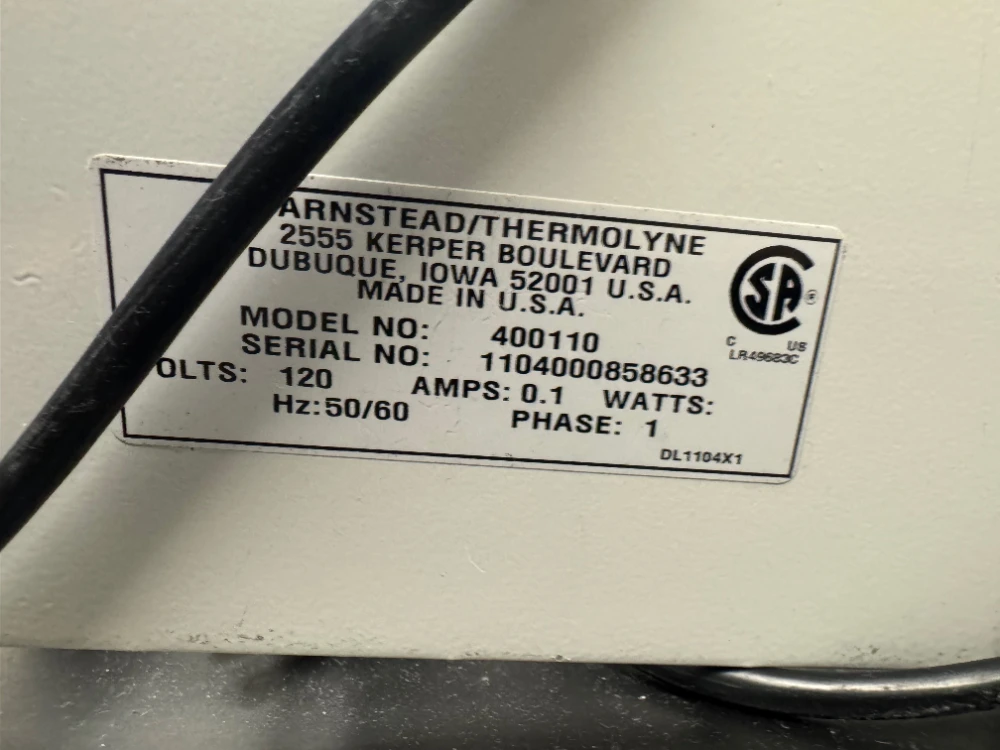 ARNSTEAD/THERMOLYNE
2555 KERPER BOULEVARD
DUBUQUE, IOWA 52001 U.S.A.
MADE IN U.S.A.
MODEL NO: 400110
SERIAL NO: 1104000858633
OLTS: 120 AMPS: 0.1 WATTS:
Hz:50/60 PHASE: 1
DL1104X1
SA ®
C US
LR49683C